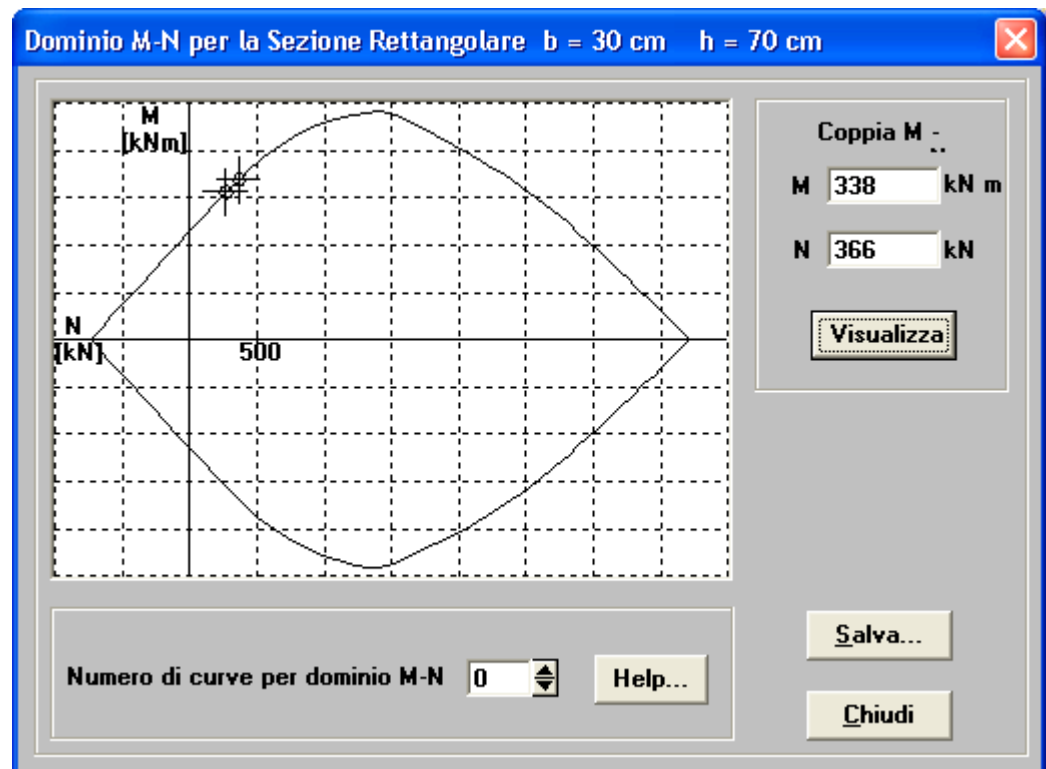 Dominio M-N per la Sezione Rettangolare b = 30 cm h = 70 cm
M
[kNm]
N
[kN]
500
Coppia M -
M 338 kN m
N 366 kN
Visualizza
Numero di curve per dominio M-N 0 Help...
Salva...
Chiudi